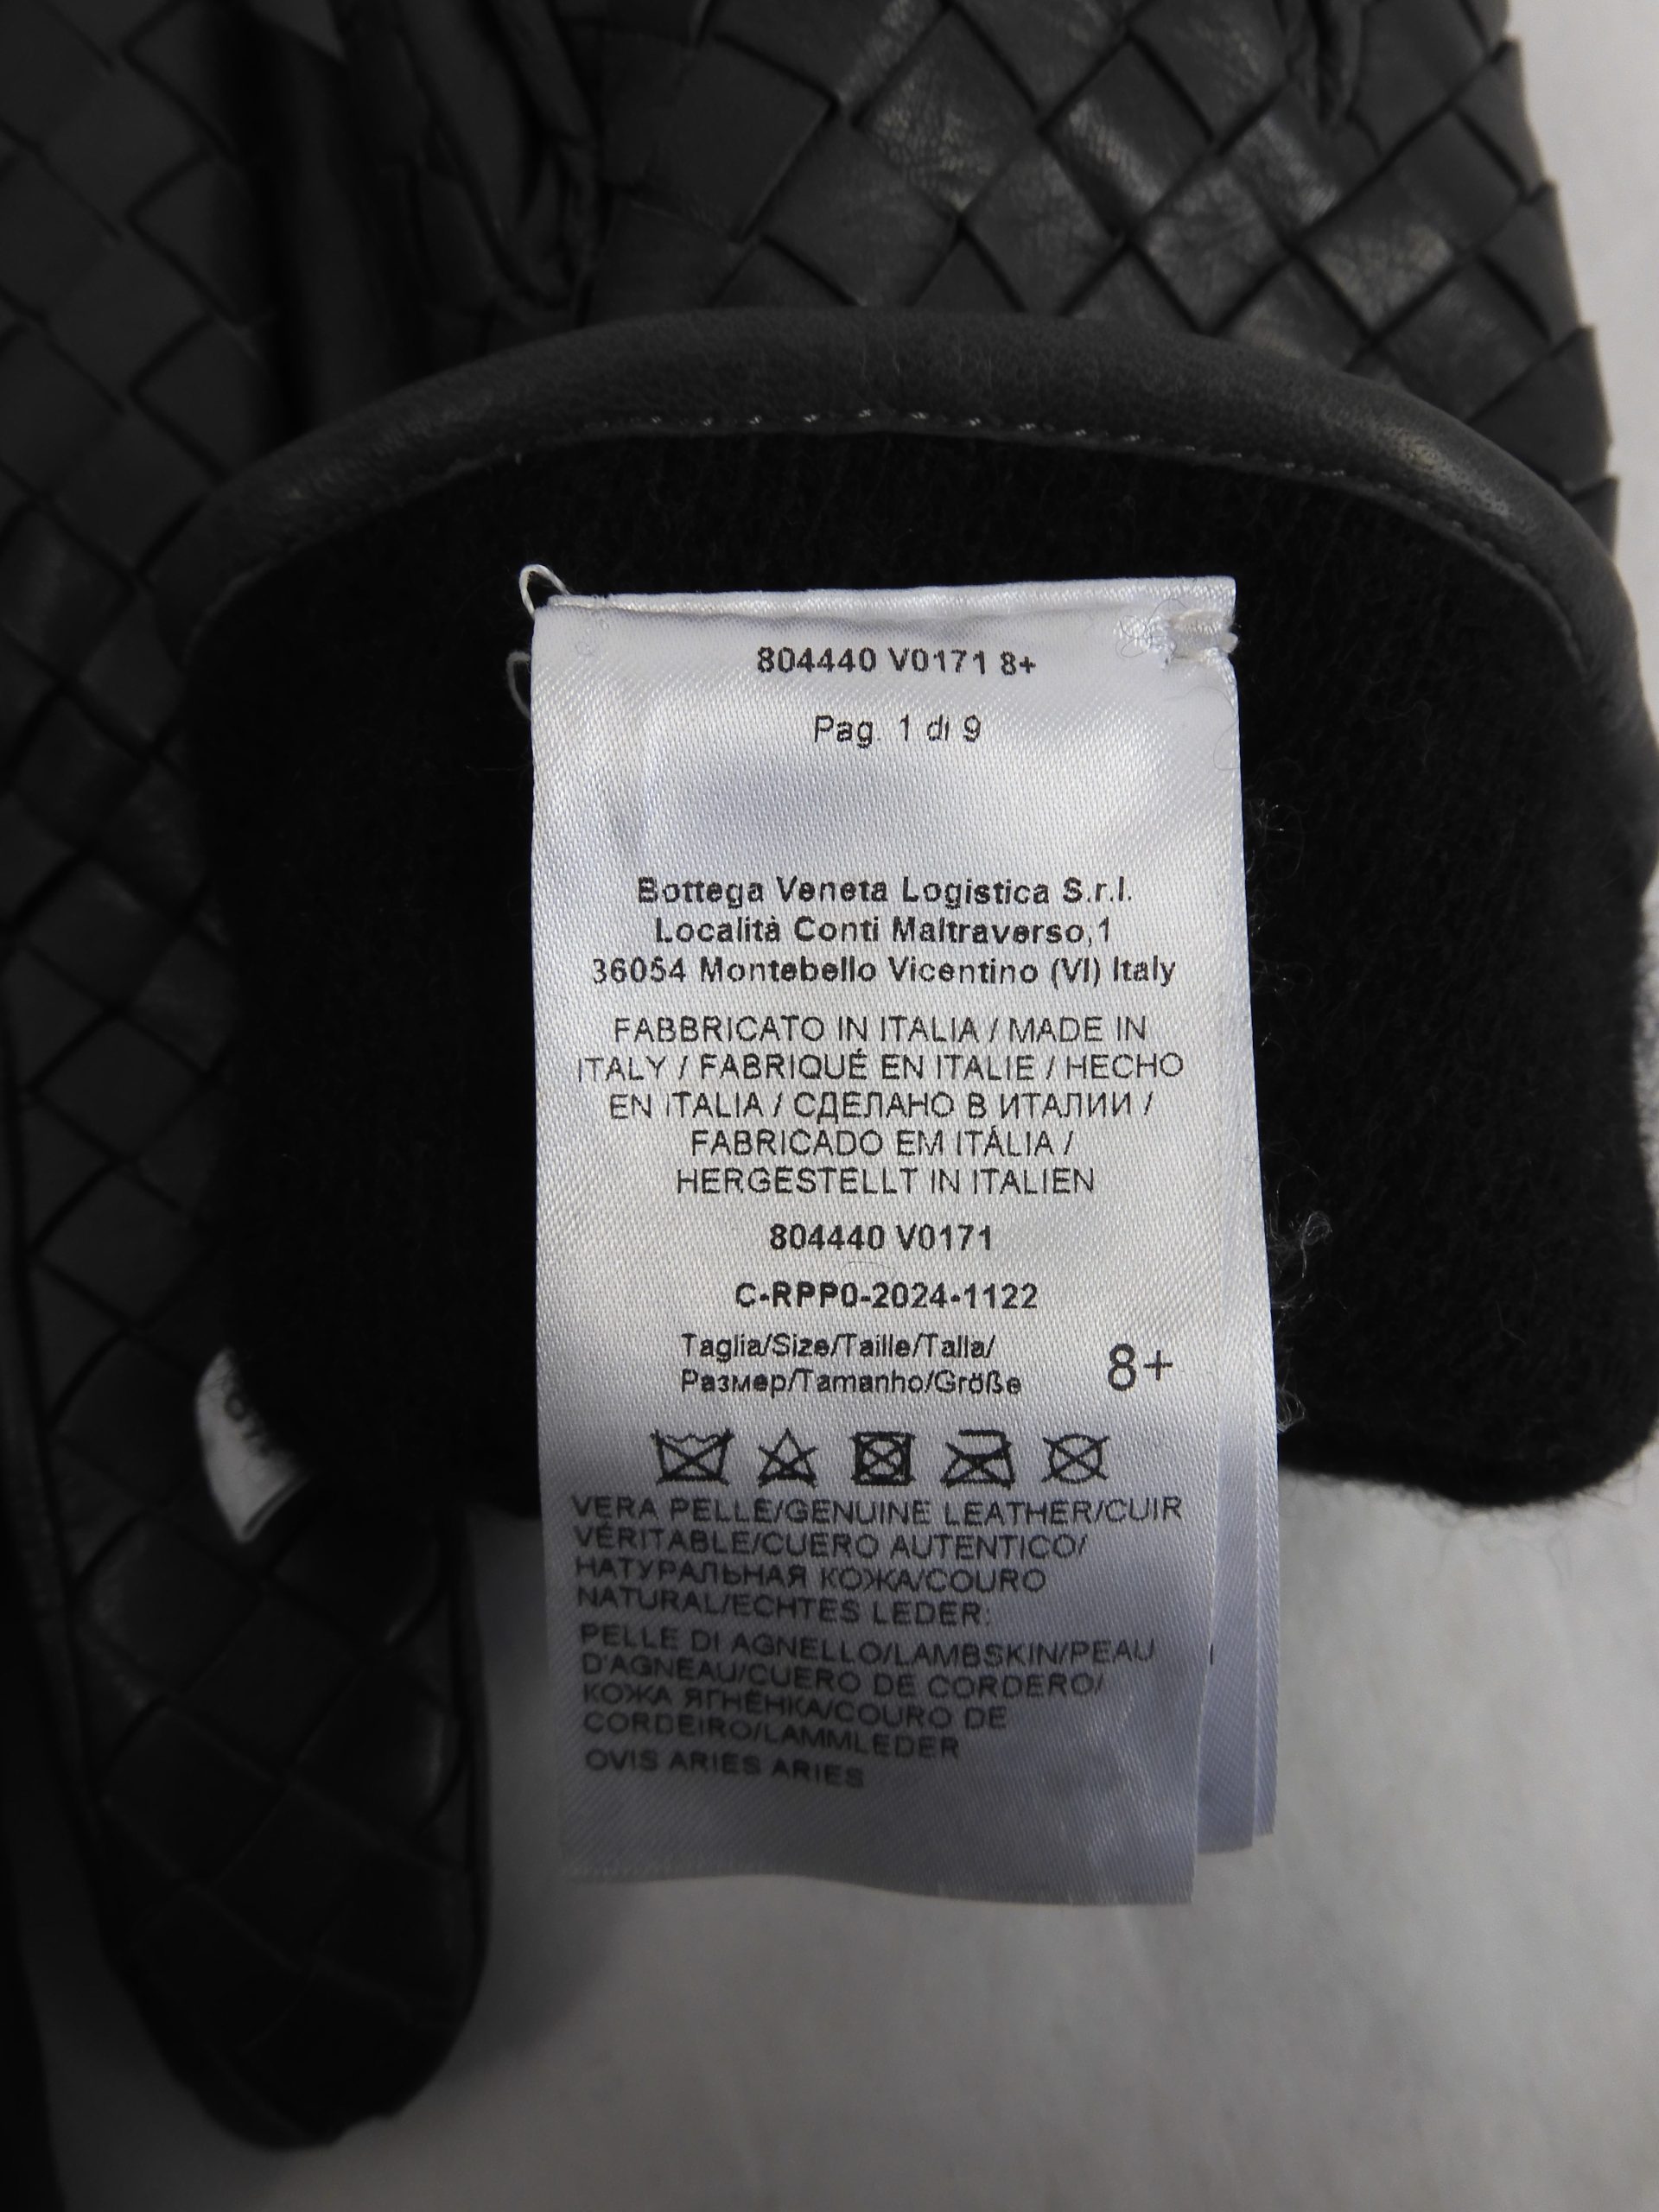 804440 V0171 8+
Pag. 1 di 9
Bottega Veneta Logistica S.r.l.
Località Conti Maltraverso,1
36054 Montebello Vicentino (VI) Italy
FABBRICATO IN ITALIA / MADE IN
ITALY / FABRIQUÉ EN ITALIE / HECHO
EN ITALIA / СДЕЛАНО В ИТАЛИИ /
FABRICADO EM ITÁLIA /
HERGESTELLT IN ITALIEN
804440 V0171
C-RPP0-2024-1122
Taglia/Size/Taille/Talla/
Размер/Tamanho/Größe
8+
VERA PELLE/GENUINE LEATHER/CUIR
VÉRITABLE/CUERO AUTENTICO/
НАТУРАЛЬНАЯ КОЖА/COURO
NATURAL/ECHTES LEDER:
PELLE DI AGNELLO/LAMBSKIN/PEAU
D'AGNEAU/CUERO DE CORDERO/
КОЖА ЯГНЁНКА/COURO DE
CORDEIRO/LAMMLEDER
OVIS ARIES ARIES